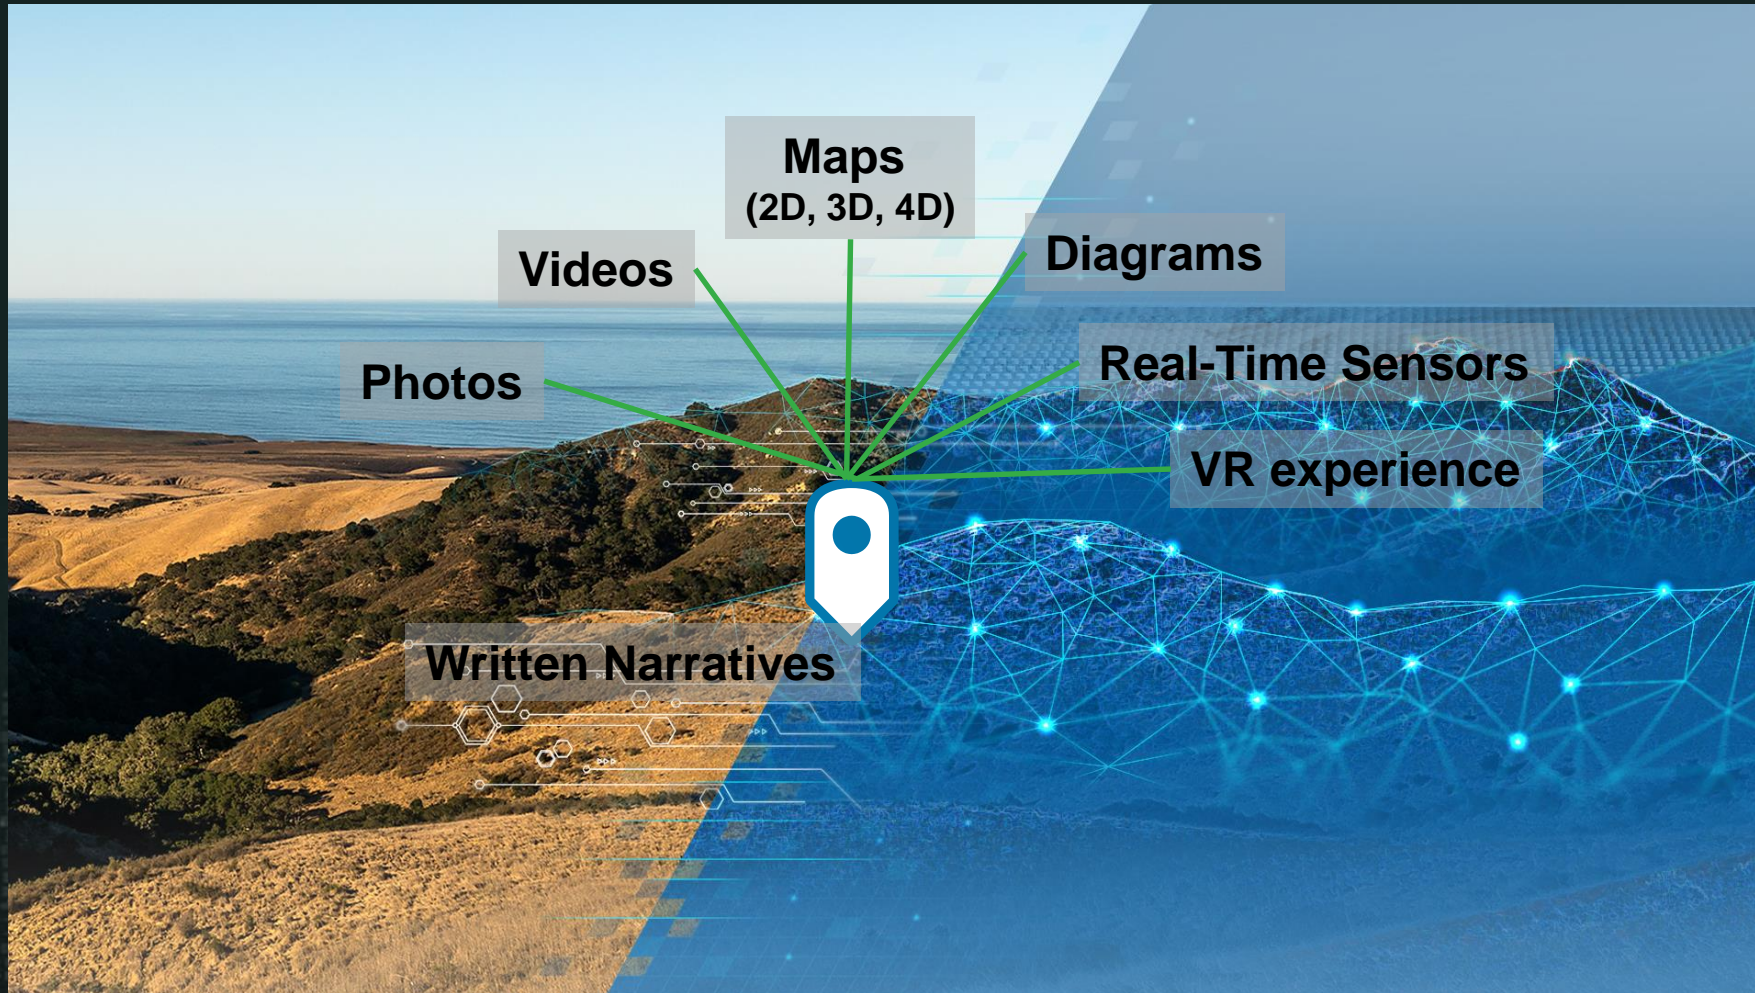 Maps
(2D, 3D, 4D)
Videos
Diagrams
Photos
Real-Time Sensors
VR experience
Written Narratives